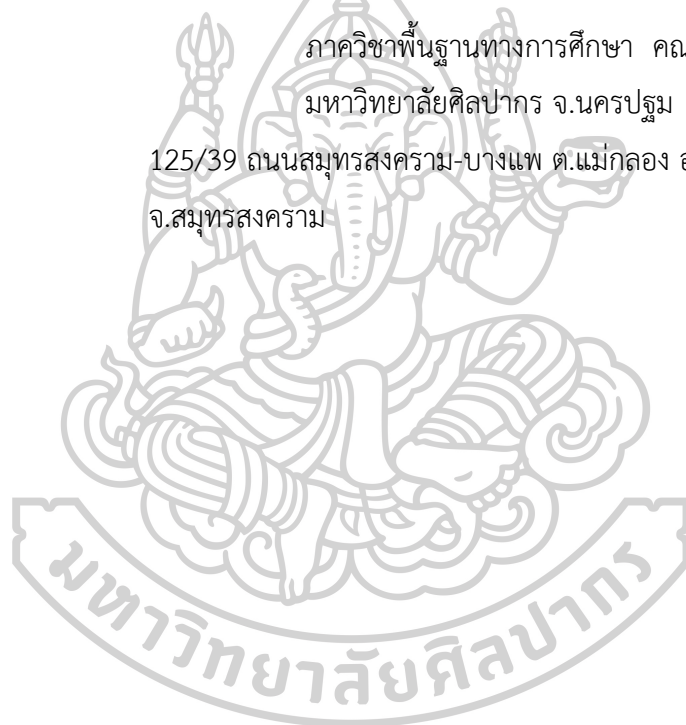 ภาควิชาพื้นฐานทางการศึกษา
มหาวิทยาลัยศิลปากร จ.นครปฐม
125/39 ถนนสมุทรสงคราม-บางแพ ต.แม่กลอง
จ.สมุทรสงคราม
มหาวิทยาลัยศิลปากร